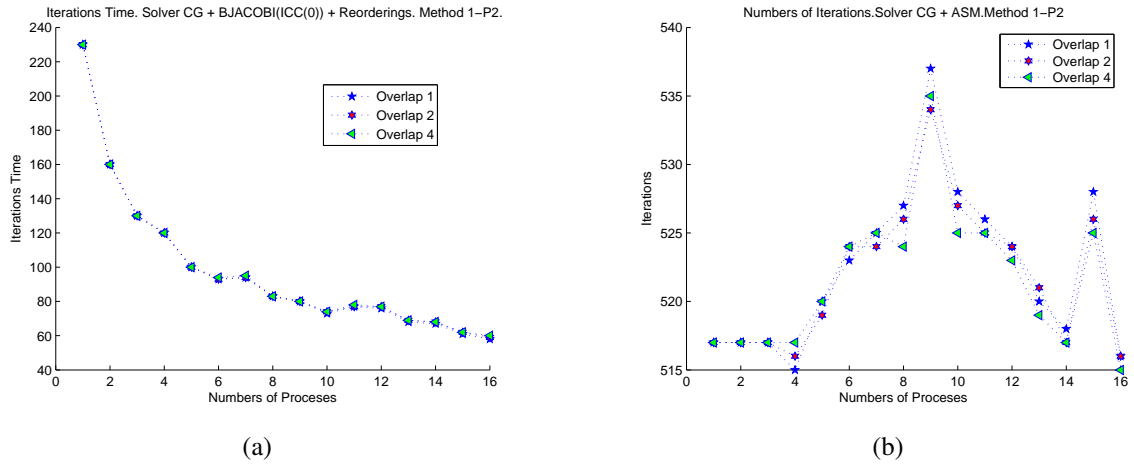 Iterations Time. Solver CG + BJACOBI(ICC(0)) + Reorderings. Method 1−P2.
240
220
200
180
160
140
120
100
80
60
40
Iterations Time
Overlap 1
Overlap 2
Overlap 4
0
2
4
6
8
10
12
14
16
Numbers of Proceses
(a)
Numbers of Iterations.Solver CG + ASM.Method 1−P2
540
535
530
525
520
515
Iterations
Overlap 1
Overlap 2
Overlap 4
0
2
4
6
8
10
12
14
16
Numbers of Proceses
(b)